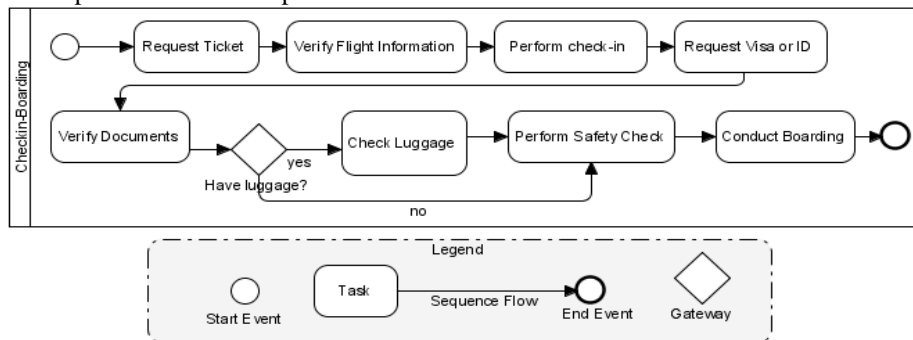 Checkin-Boarding
Request Ticket
Verify Flight Information
Perform check-in
Request Visa or ID
Verify Documents
Have luggage?
yes
no
Check Luggage
Perform Safety Check
Conduct Boarding
Legend
Start Event
Task
Sequence Flow
End Event
Gateway